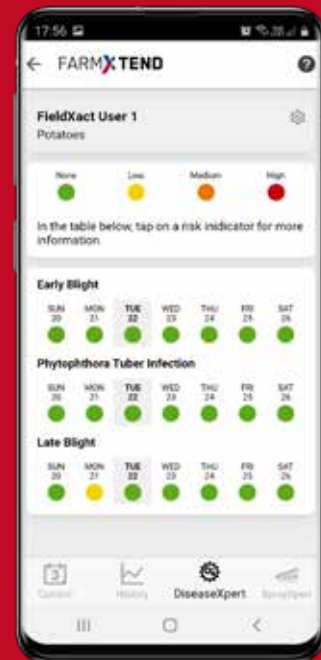 17:56
FARMXTEND
FieldXact User 1
Potatoes
None Low Medium High
In the table below, tap on a risk inidicator for more
information.
Early Blight
SUN MON TUE WED THU FRI SAT
20 21 22 23 24 25 26
Phytophthora Tuber Infection
SUN MON TUE WED THU FRI SAT
20 21 22 23 24 25 26
Late Blight
SUN MON TUE WED THU FRI SAT
20 21 22 23 24 25 26
3
History DiseaseXpert SprayXpert